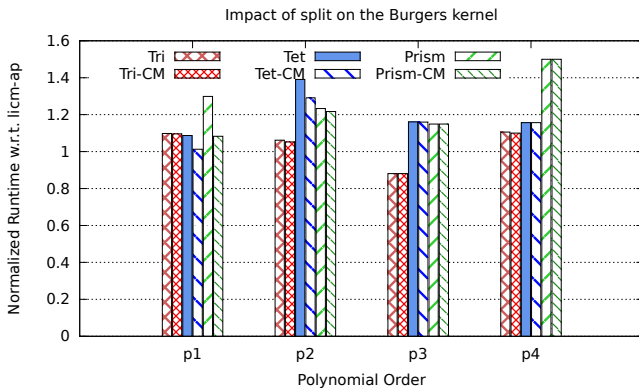 Impact of split on the Burgers kernel
Normalized Runtime w.r.t. licm-ap
1.6
1.4
1.2
1
0.8
0.6
0.4
0.2
0
Tri Tet Prism
Tri-CM Tet-CM Prism-CM
p1 p2 p3 p4
Polynomial Order